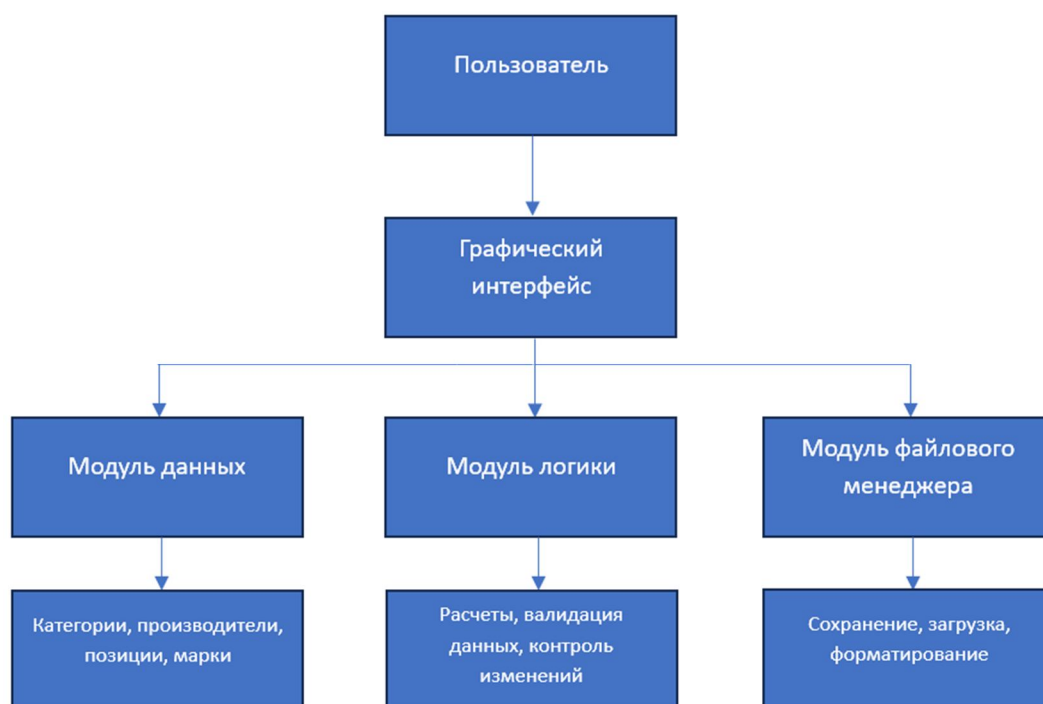 Пользователь
Графический
интерфейс
Модуль данных
Модуль логики
Модуль файлового
менеджера
Категории, производители,
позиции, марки
Расчеты, валидация
данных, контроль
изменений
Сохранение, загрузка,
форматирование